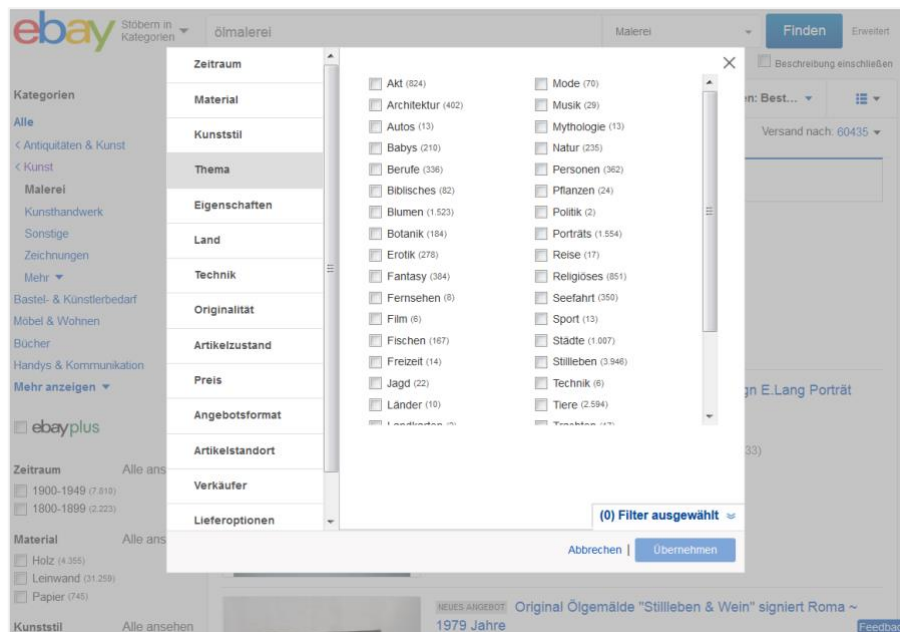 ebay
Stöbern in
Kategorien
ölmalerei
Malerei
Finden
Erweitert
Beschreibung einschließen
Kategorien
Alle
< Antiquitäten & Kunst
< Kunst
Malerei
Kunsthandwerk
Sonstige
Zeichnungen
Mehr
Bastel- & Künstlerbedarf
Möbel & Wohnen
Bücher
Handys & Kommunikation
Mehr anzeigen
ebayplus
Zeitraum Alle ans
1900-1949 (7.010)
1800-1899 (2.223)
Material Alle ans
Holz (4.355)
Leinwand (31.259)
Papier (745)
Kunststil Alle ansehen
Zeitraum
Material
Kunststil
Thema
Eigenschaften
Land
Technik
Originalität
Artikelzustand
Preis
Angebotsformat
Artikelstandort
Verkäufer
Lieferoptionen
Akt (824)
Architektur (402)
Autos (13)
Babys (210)
Berufe (336)
Biblisches (82)
Blumen (1.523)
Botanik (184)
Erotik (278)
Fantasy (384)
Fernsehen (8)
Film (6)
Fischen (167)
Freizeit (14)
Jagd (22)
Länder (10)
Mode (70)
Musik (29)
Mythologie (13)
Natur (235)
Personen (362)
Pflanzen (24)
Politik (2)
Porträts (1.554)
Reise (17)
Religiöses (851)
Seefahrt (350)
Sport (13)
Städte (1.007)
Stillleben (3.946)
Technik (6)
Tiere (2.594)
(0) Filter ausgewählt
Abbrechen | Übernehmen
en: Best...
Versand nach: 60435
gn E.Lang Porträt
33)
NEUES ANGEBOT Original Ölgemälde "Stillleben & Wein" signiert Roma ~
1979 Jahre
Feedbac